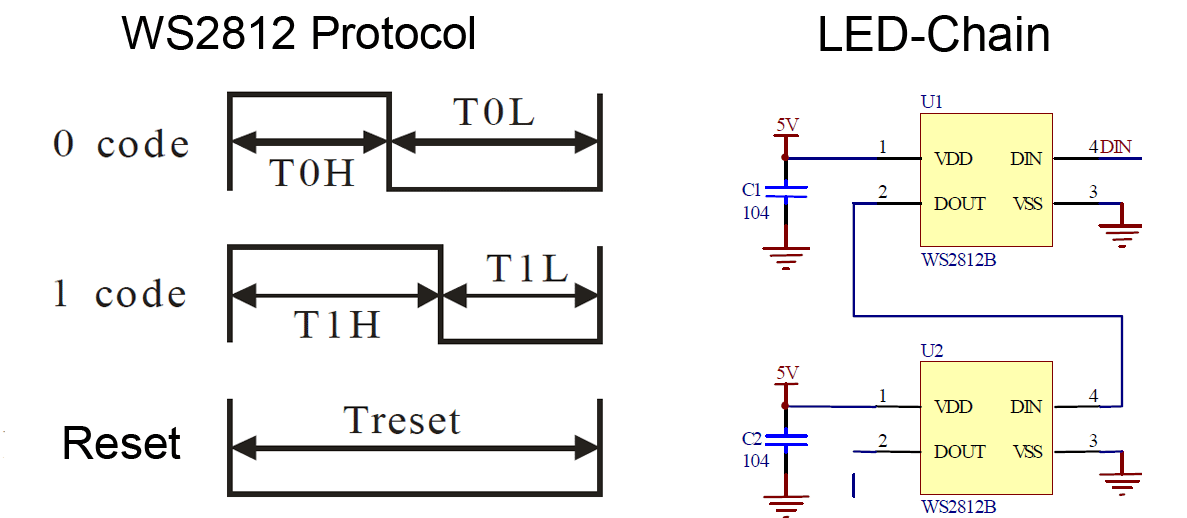 WS2812 Protocol
0 code
T0H
T0L
1 code
T1H
T1L
Reset
Treset
LED-Chain
U1
5V
1
VDD
DIN
4
DIN
C1
104
2
DOUT
VSS
3
WS2812B
U2
5V
1
VDD
DIN
4
C2
104
2
DOUT
VSS
3
WS2812B